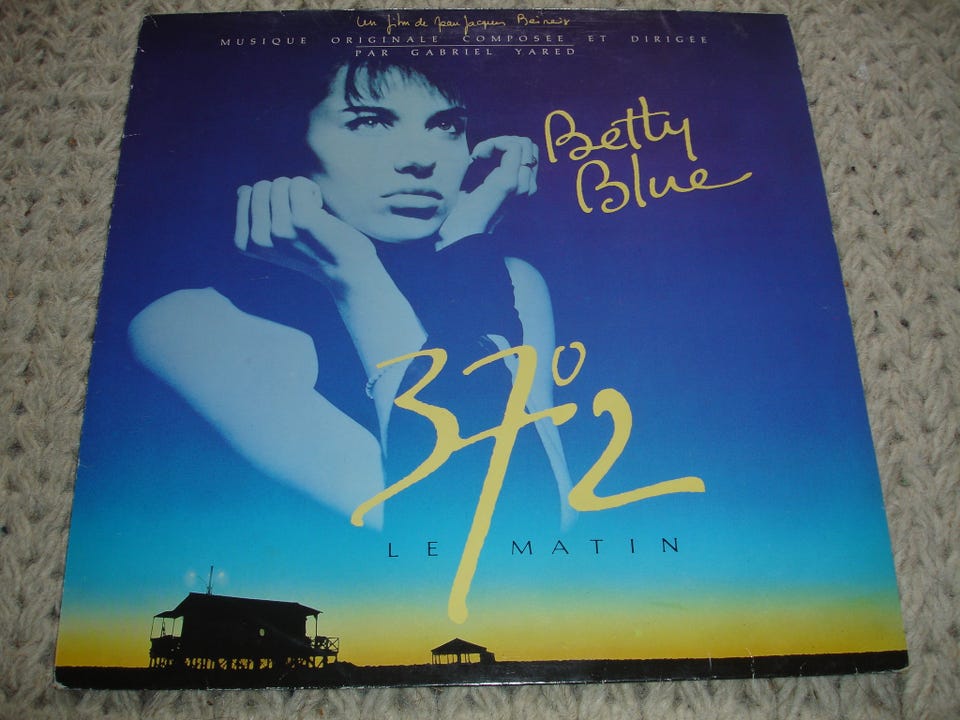 Un film de Jean Jacques Beineix
MUSIQUE ORIGINALE COMPOSÉE ET DIRIGÉE
PAR GABRIEL YARED
Betty
Blue
37°2
LE MATIN